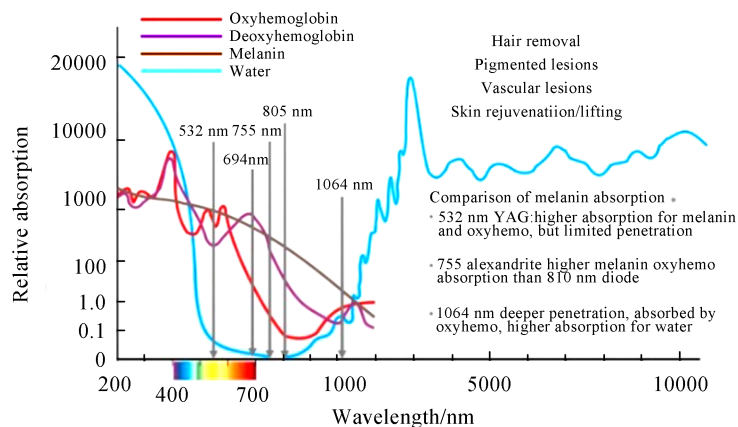 Oxyhemoglobin
Deoxyhemoglobin
Melanin
Water
Hair removal
Pigmented lesions
Vascular lesions
Skin rejuvenatiion/lifting
20000
10000
1000
100
1.0
0.1
0
Relative absorption
532 nm
755 nm
805 nm
694nm
1064 nm
Comparison of melanin absorption
• 532 nm YAG:higher absorption for melanin
and oxyhemo, but limited penetration
• 755 alexandrite higher melanin oxyhemo
absorption than 810 nm diode
• 1064 nm deeper penetration, absorbed by
oxyhemo, higher absorption for water
200
400
700
1000
5000
10000
Wavelength/nm